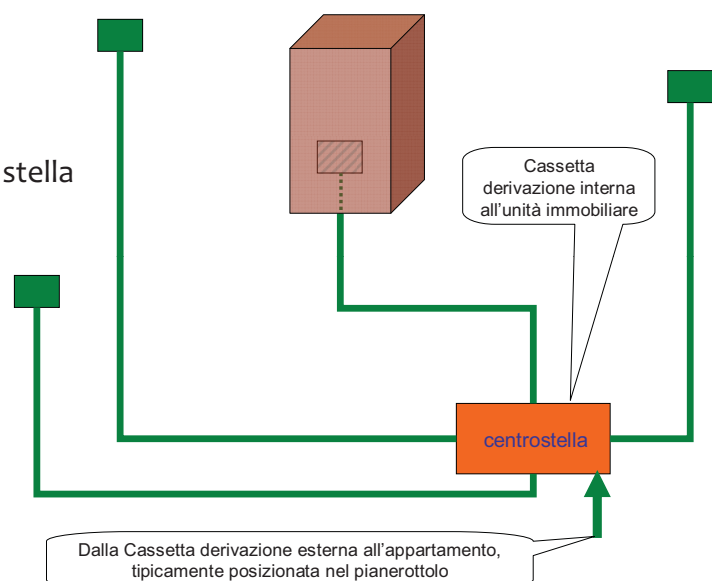 stella
Cassetta
derivazione interna
all'unità immobiliare
centrostella
Dalla Cassetta derivazione esterna all'appartamento,
tipicamente posizionata nel pianerottolo